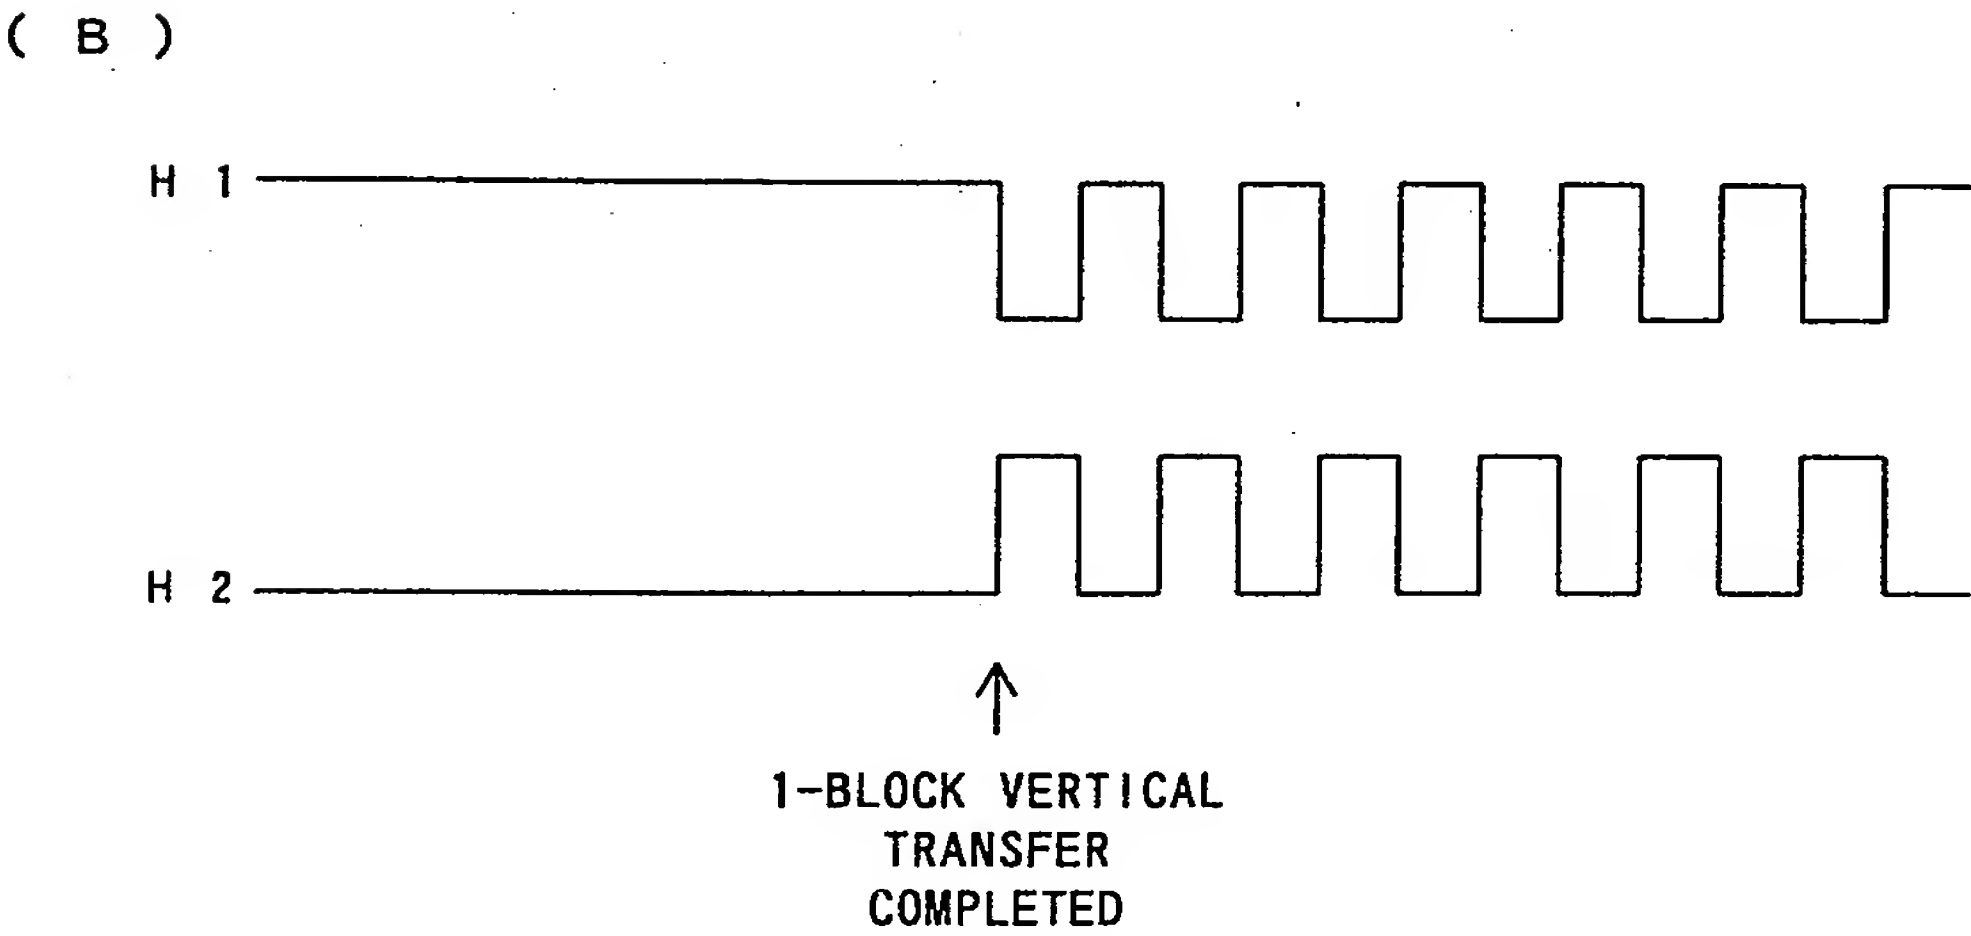 ( B )
H 1
H 2
1-BLOCK VERTICAL
TRANSFER
COMPLETED